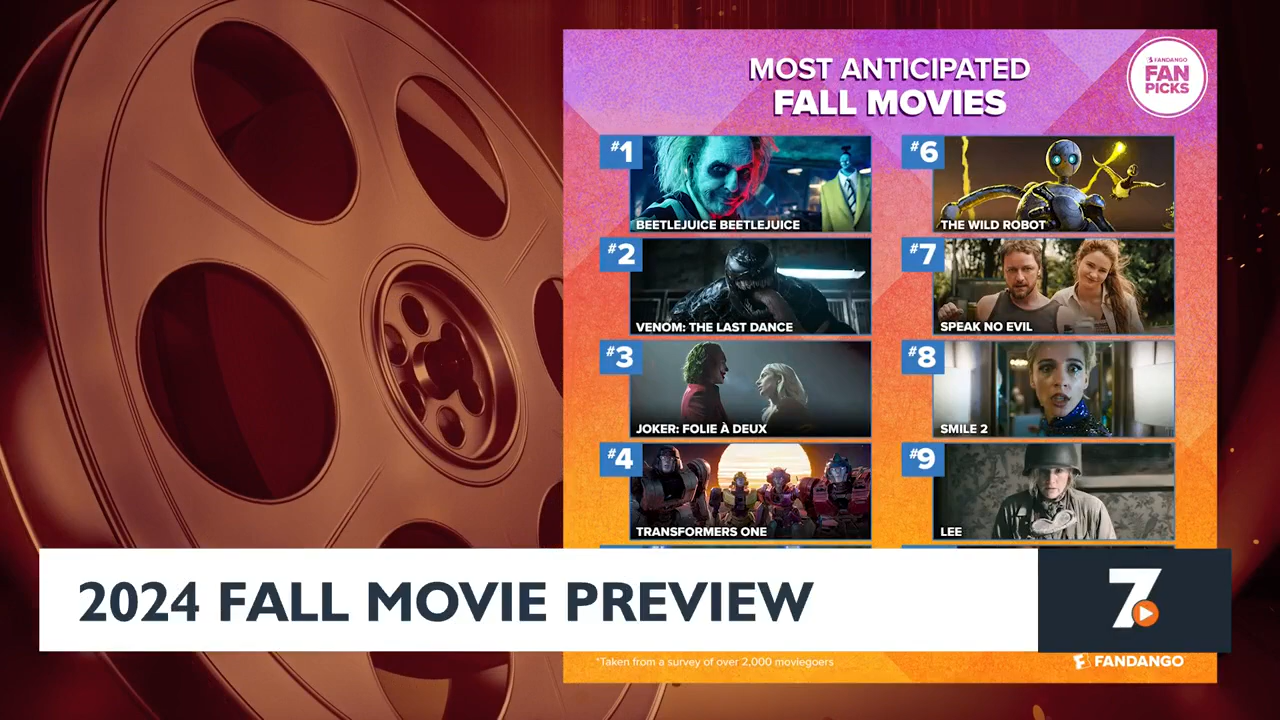 MOST ANTICIPATED
FALL MOVIES
FANDANGO
FAN
PICKS
#1
BEETLEJUICE BEETLEJUICE
#2
VENOM: THE LAST DANCE
#3
JOKER: FOLIE À DEUX
#4
TRANSFORMERS ONE
#6
THE WILD ROBOT
#7
SPEAK NO EVIL
#8
SMILE 2
#9
LEE
2024 FALL MOVIE PREVIEW
7
*Taken from a survey of over 2,000 moviegoers
FANDANGO